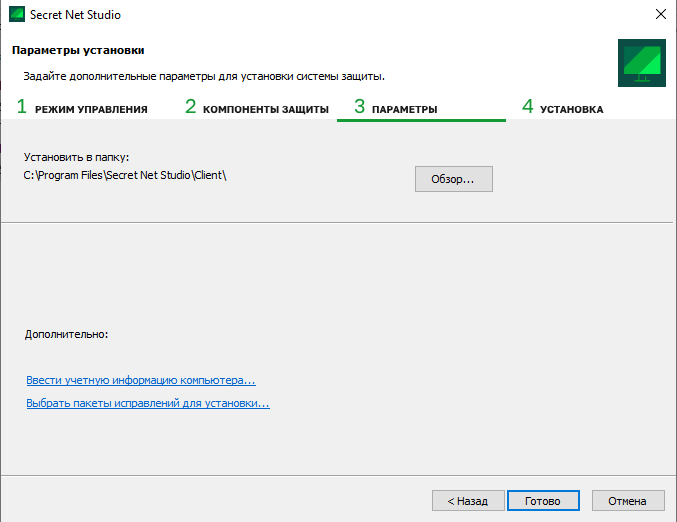 Secret Net Studio
Параметры установки
Задайте дополнительные параметры для установки системы защиты.
1 РЕЖИМ УПРАВЛЕНИЯ 2 КОМПОНЕНТЫ ЗАЩИТЫ 3 ПАРАМЕТРЫ 4 УСТАНОВКА
Установить в папку:
C:\Program Files\Secret Net Studio\Client\
Обзор...
Дополнительно:
Ввести учетную информацию компьютера...
Выбрать пакеты исправлений для установки...
< Назад Готово Отмена